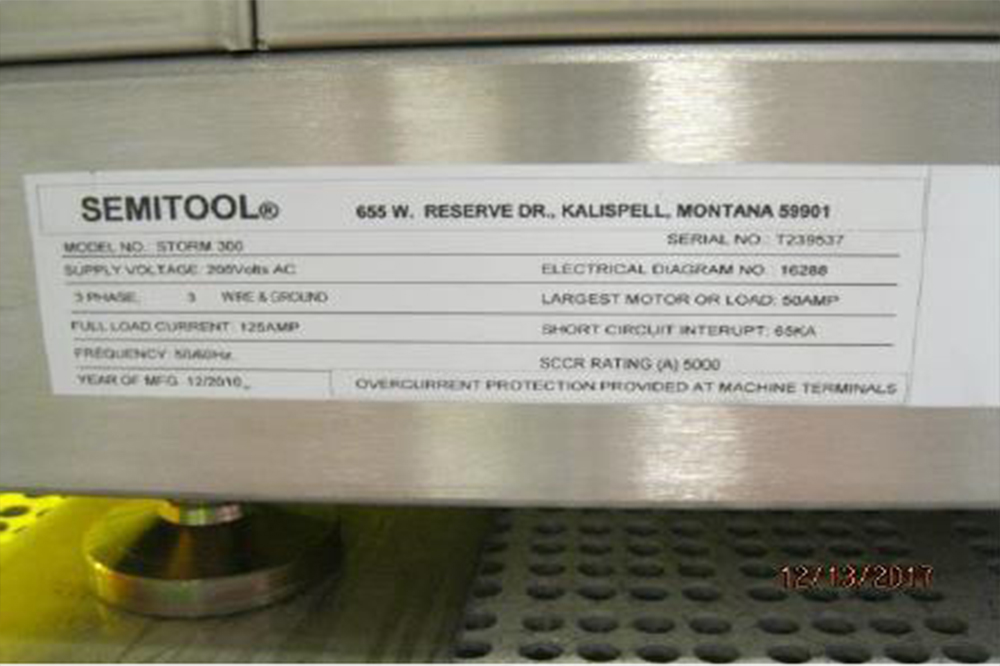 SEMITOOL® 655 W. RESERVE DR., KALISPELL, MONTANA 59901
MODEL NO. STORM 300 SERIAL NO.: T239537
SUPPLY VOLTAGE: 208Volts AC ELECTRICAL DIAGRAM NO.: 16288
3 PHASE, 3 WIRE & GROUND LARGEST MOTOR OR LOAD: 50AMP
FULL LOAD CURRENT: 125AMP SHORT CIRCUIT INTERUPT: 65KA
FREQUENCY: 50/60Hz. SCCR RATING (A) 5000
YEAR OF MFG. 12/2010 OVERCURRENT PROTECTION PROVIDED AT MACHINE TERMINALS
12/13/2017